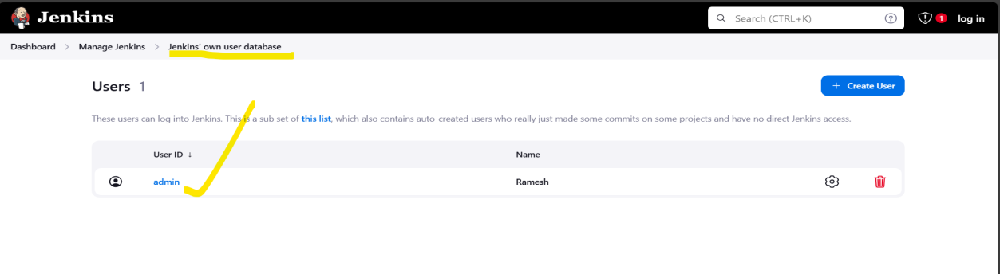 Jenkins
Search (CTRL+K)
?
1
log in
Dashboard > Manage Jenkins > Jenkins' own user database
Users 1
+ Create User
These users can log into Jenkins. This is a sub set of this list, which also contains auto-created users who really just made some commits on some projects and have no direct Jenkins access.
User ID ↓ Name
admin Ramesh